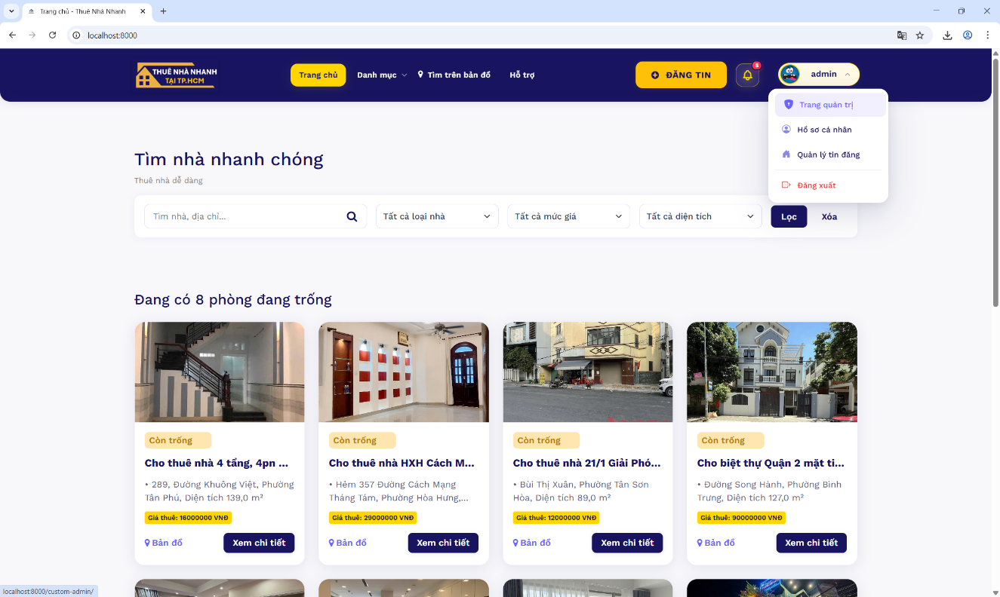 Trang chủ - Thuê Nhà Nhanh
localhost:8000
THUÊ NHÀ NHANH
TẠI TP.HCM
Trang chủ
Danh mục
Tìm trên bản đồ
Hỗ trợ
ĐĂNG TIN
5
admin
Trang quản trị
Hồ sơ cá nhân
Quản lý tin đăng
Đăng xuất
Tìm nhà nhanh chóng
Thuê nhà dễ dàng
Tìm nhà, địa chỉ...
Tất cả loại nhà
Tất cả mức giá
Tất cả diện tích
Lọc
Xóa
Đang có 8 phòng đang trống
Còn trống
Cho thuê nhà 4 tầng, 4pn ...
• 289, Đường Khuông Việt, Phường
Tân Phú, Diện tích 139,0 m²
Giá thuê: 16000000 VNĐ
Bản đồ
Xem chi tiết
Còn trống
Cho thuê nhà HXH Cách M...
• Hẻm 357 Đường Cách Mạng
Tháng Tám, Phường Hòa Hưng,...
Giá thuê: 29000000 VNĐ
Bản đồ
Xem chi tiết
Còn trống
Cho thuê nhà 21/1 Giải Phó...
• Bùi Thị Xuân, Phường Tân Sơn
Hòa, Diện tích 89,0 m²
Giá thuê: 12000000 VNĐ
Bản đồ
Xem chi tiết
Còn trống
Cho biệt thự Quận 2 mặt ti...
• Đường Song Hành, Phường Bình
Trưng, Diện tích 127,0 m²
Giá thuê: 90000000 VNĐ
Bản đồ
Xem chi tiết
localhost:8000/custom-admin/